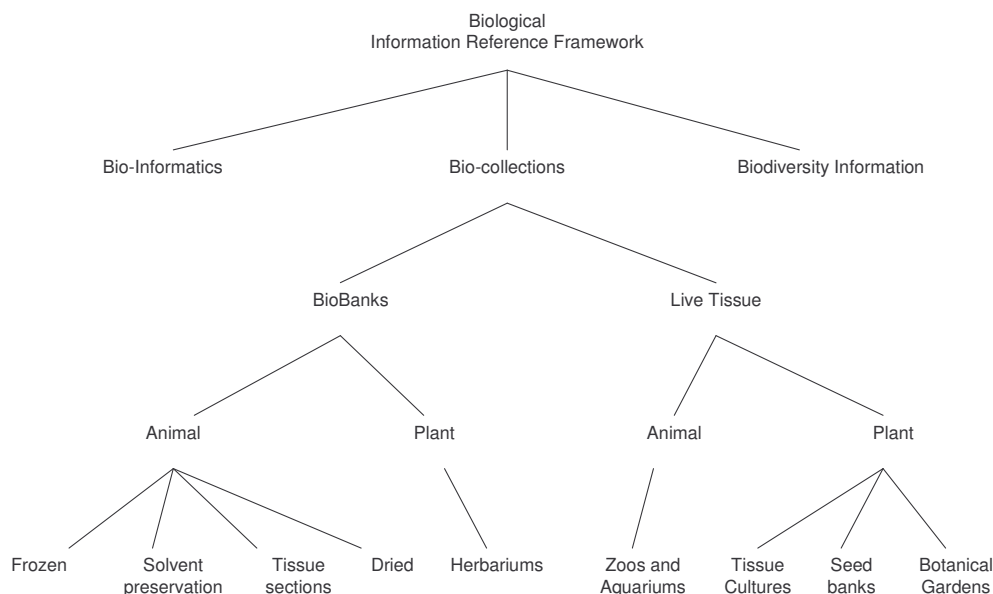 Biological
Information Reference Framework
Bio-Informatics
Bio-collections
Biodiversity Information
BioBanks
Live Tissue
Animal
Plant
Animal
Plant
Frozen
Solvent
preservation
Tissue
sections
Dried
Herbariums
Zoos and
Aquariums
Tissue
Cultures
Seed
banks
Botanical
Gardens